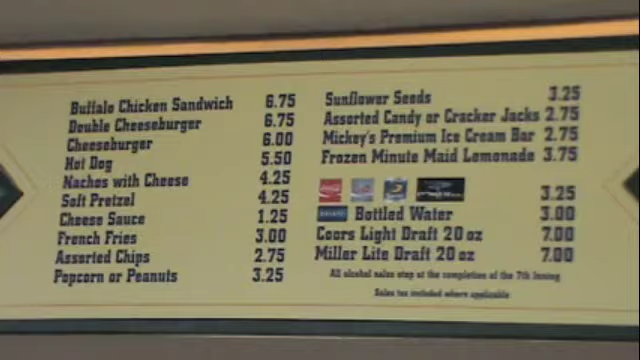 Buffalo Chicken Sandwich 6.75
Double Cheeseburger 6.75
Cheeseburger 6.00
Hot Dog 5.50
Nachos with Cheese 4.25
Soft Pretzel 4.25
Cheese Sauce 1.25
French Fries 3.00
Assorted Chips 2.75
Popcorn or Peanuts 3.25
Sunflower Seeds 3.25
Assorted Candy or Cracker Jacks 2.75
Mickey's Premium Ice Cream Bar 2.75
Frozen Minute Maid Lemonade 3.75
3.25
Bottled Water 3.00
Coors Light Draft 20 oz 7.00
Miller Lite Draft 20 oz 7.00
All alcohol sales stop at the completion of the 7th Inning
Sales tax included where applicable